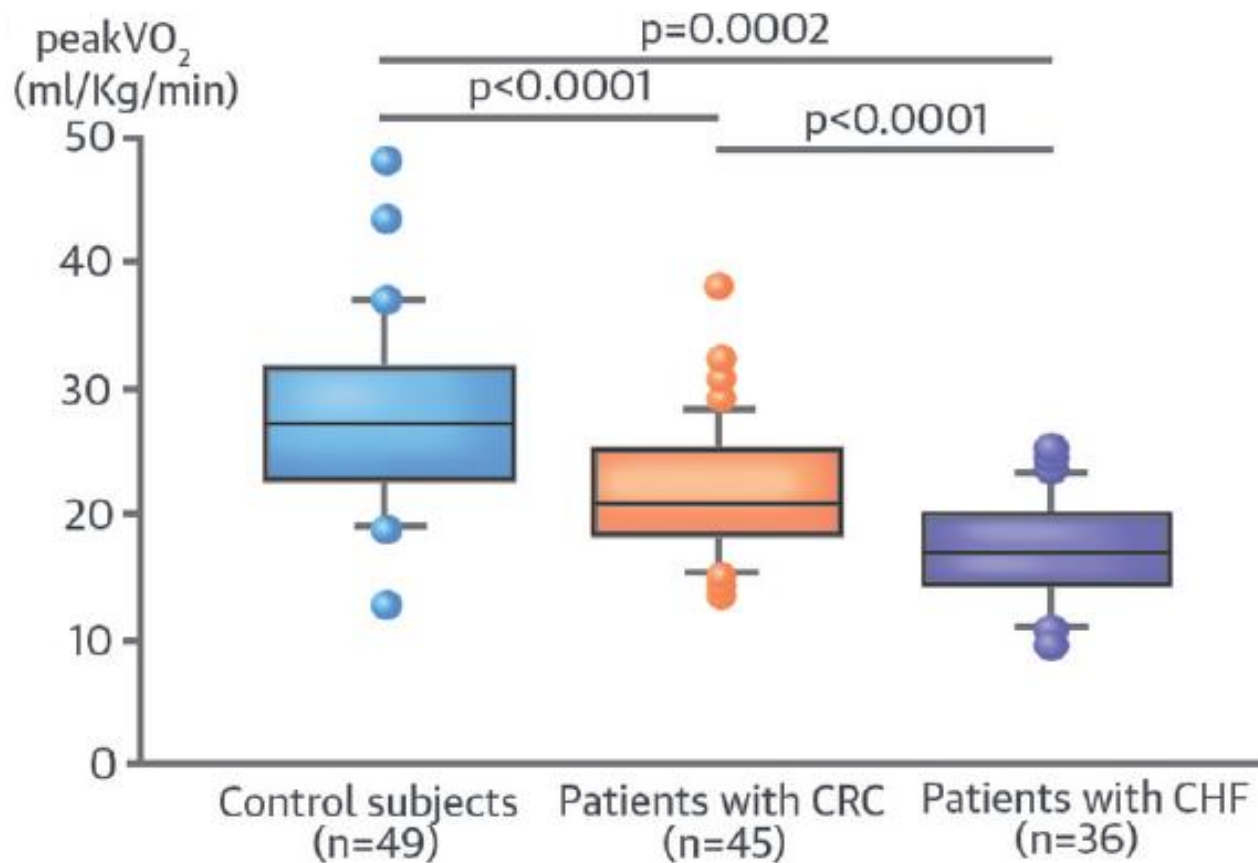 peakVO₂
(ml/Kg/min)
p=0.0002
p<0.0001
p<0.0001
50
40
30
20
10
0
Control subjects
(n=49)
Patients with CRC
(n=45)
Patients with CHF
(n=36)